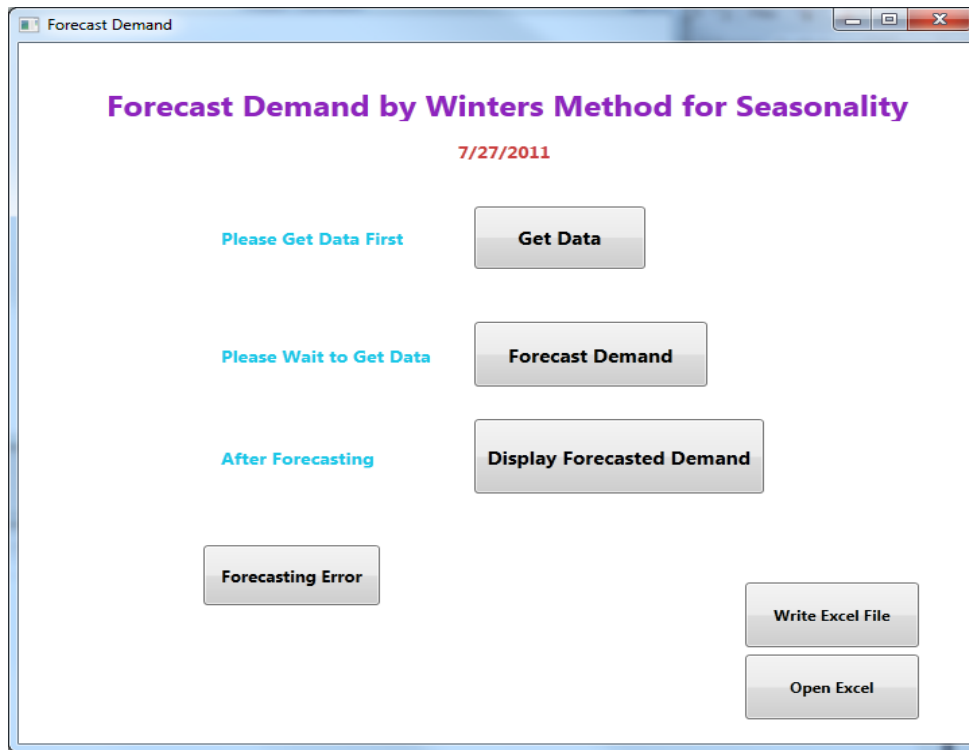 Forecast Demand
Forecast Demand by Winters Method for Seasonality
7/27/2011
Please Get Data First
Get Data
Please Wait to Get Data
Forecast Demand
After Forecasting
Display Forecasted Demand
Forecasting Error
Write Excel File
Open Excel